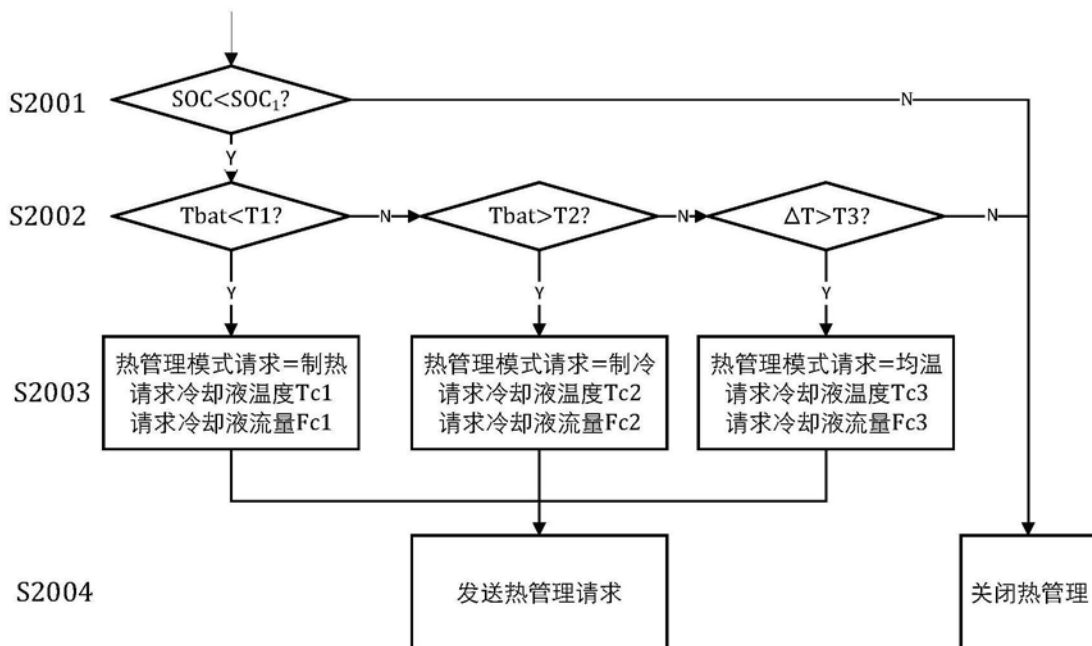 S2001
SOC<SOC₁?
N
Y
S2002
Tbat<T1?
N
Tbat>T2?
N
ΔT>T3?
N
Y
Y
Y
S2003
热管理模式请求=制热
请求冷却液温度Tc1
请求冷却液流量Fc1
热管理模式请求=制冷
请求冷却液温度Tc2
请求冷却液流量Fc2
热管理模式请求=均温
请求冷却液温度Tc3
请求冷却液流量Fc3
S2004
发送热管理请求
关闭热管理